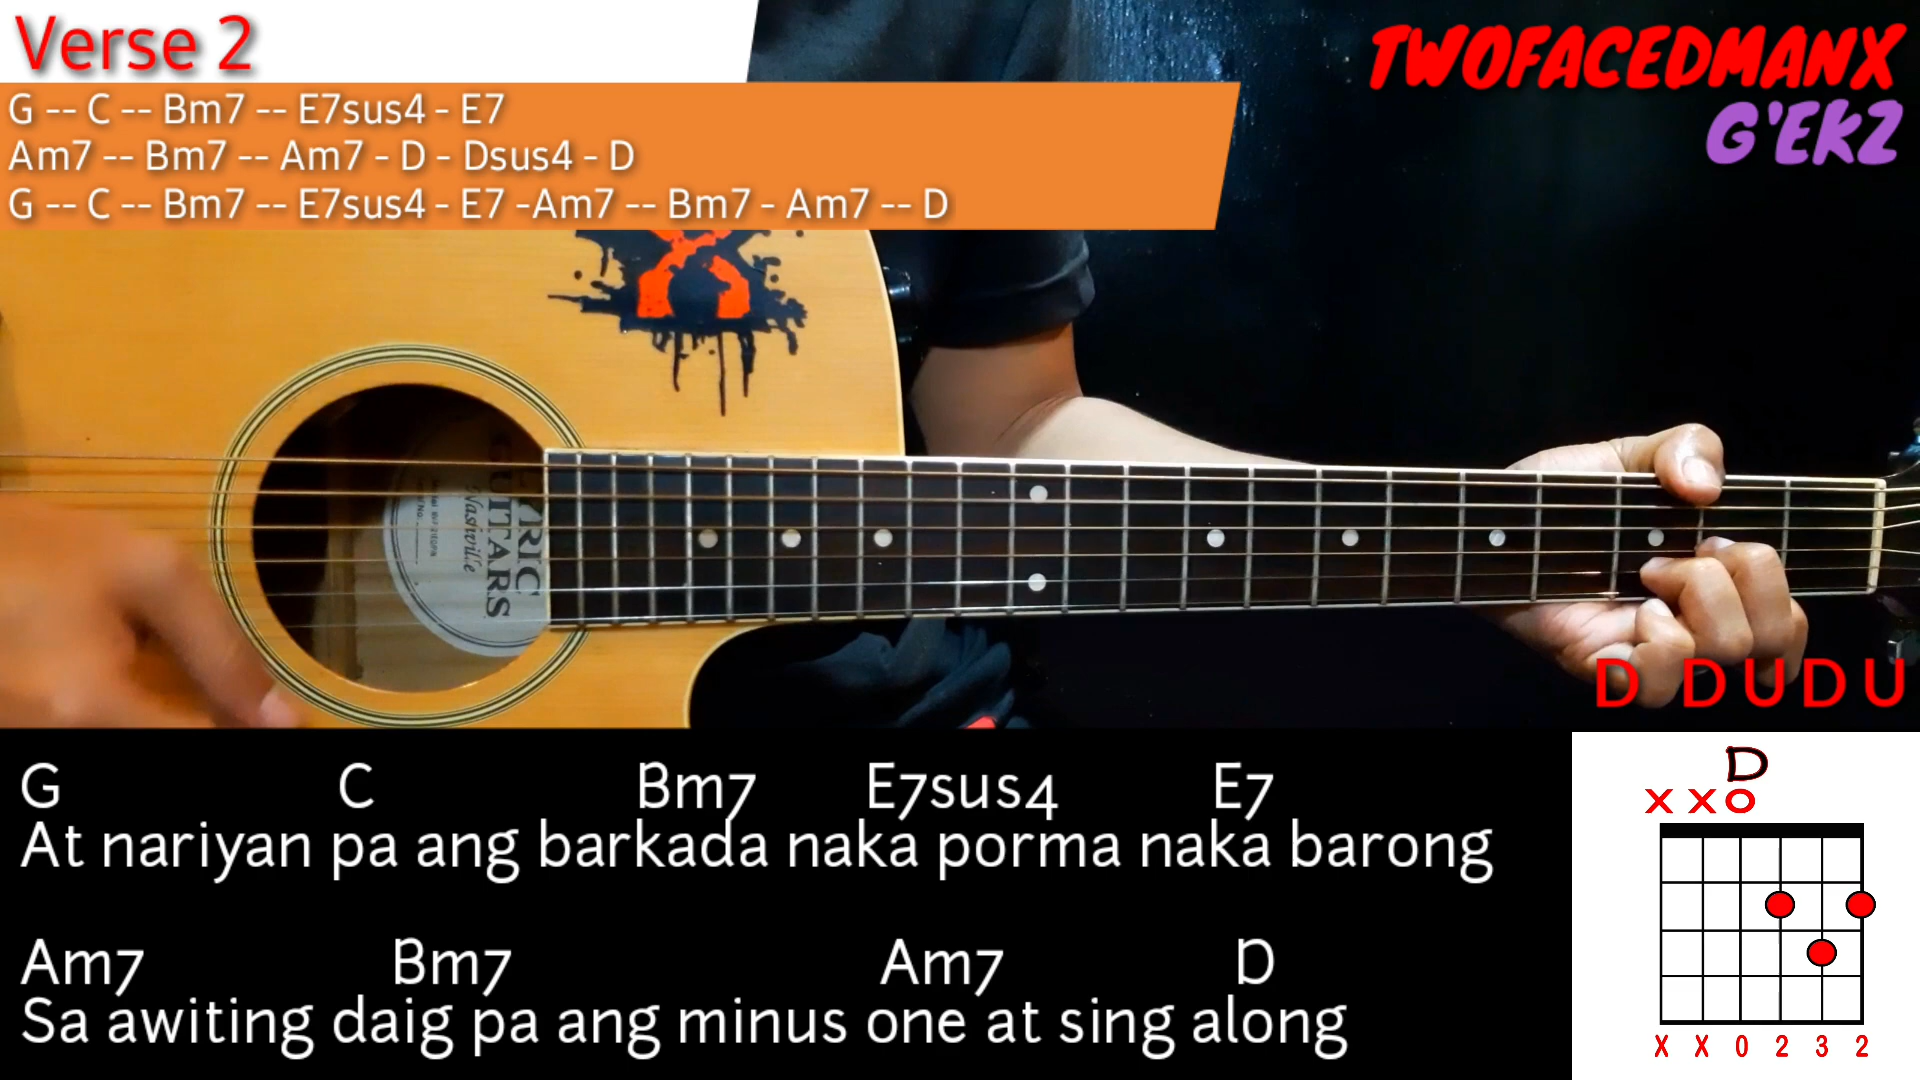 Verse 2
G -- C -- Bm7 -- E7sus4 - E7
Am7 -- Bm7 -- Am7 - D - Dsus4 - D
G -- C -- Bm7 -- E7sus4 - E7 -Am7 -- Bm7 - Am7 -- D
TWOFACEDMANX
G'EKZ
GUITARS
Nashville
D DUDU
G C Bm7 E7sus4 E7
At nariyan pa ang barkada naka porma naka barong
Am7 Bm7 Am7 D
Sa awiting daig pa ang minus one at sing along
D
x x o
x x 0 2 3 2